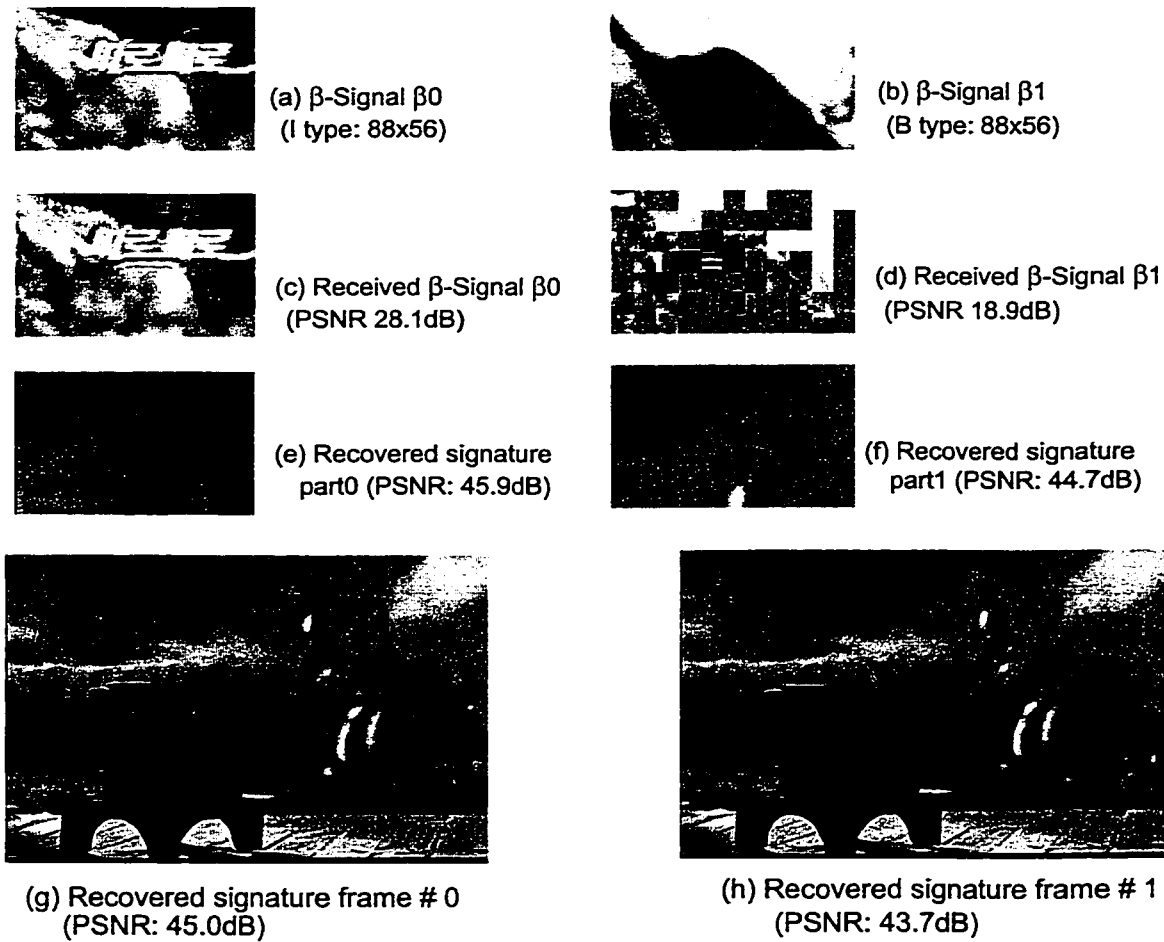 (a) β-Signal β0
(I type: 88x56)
(b) β-Signal β1
(B type: 88x56)
(c) Received β-Signal β0
(PSNR 28.1dB)
(d) Received β-Signal β1
(PSNR 18.9dB)
(e) Recovered signature
part0 (PSNR: 45.9dB)
(f) Recovered signature
part1 (PSNR: 44.7dB)
(g) Recovered signature frame # 0
(PSNR: 45.0dB)
(h) Recovered signature frame # 1
(PSNR: 43.7dB)